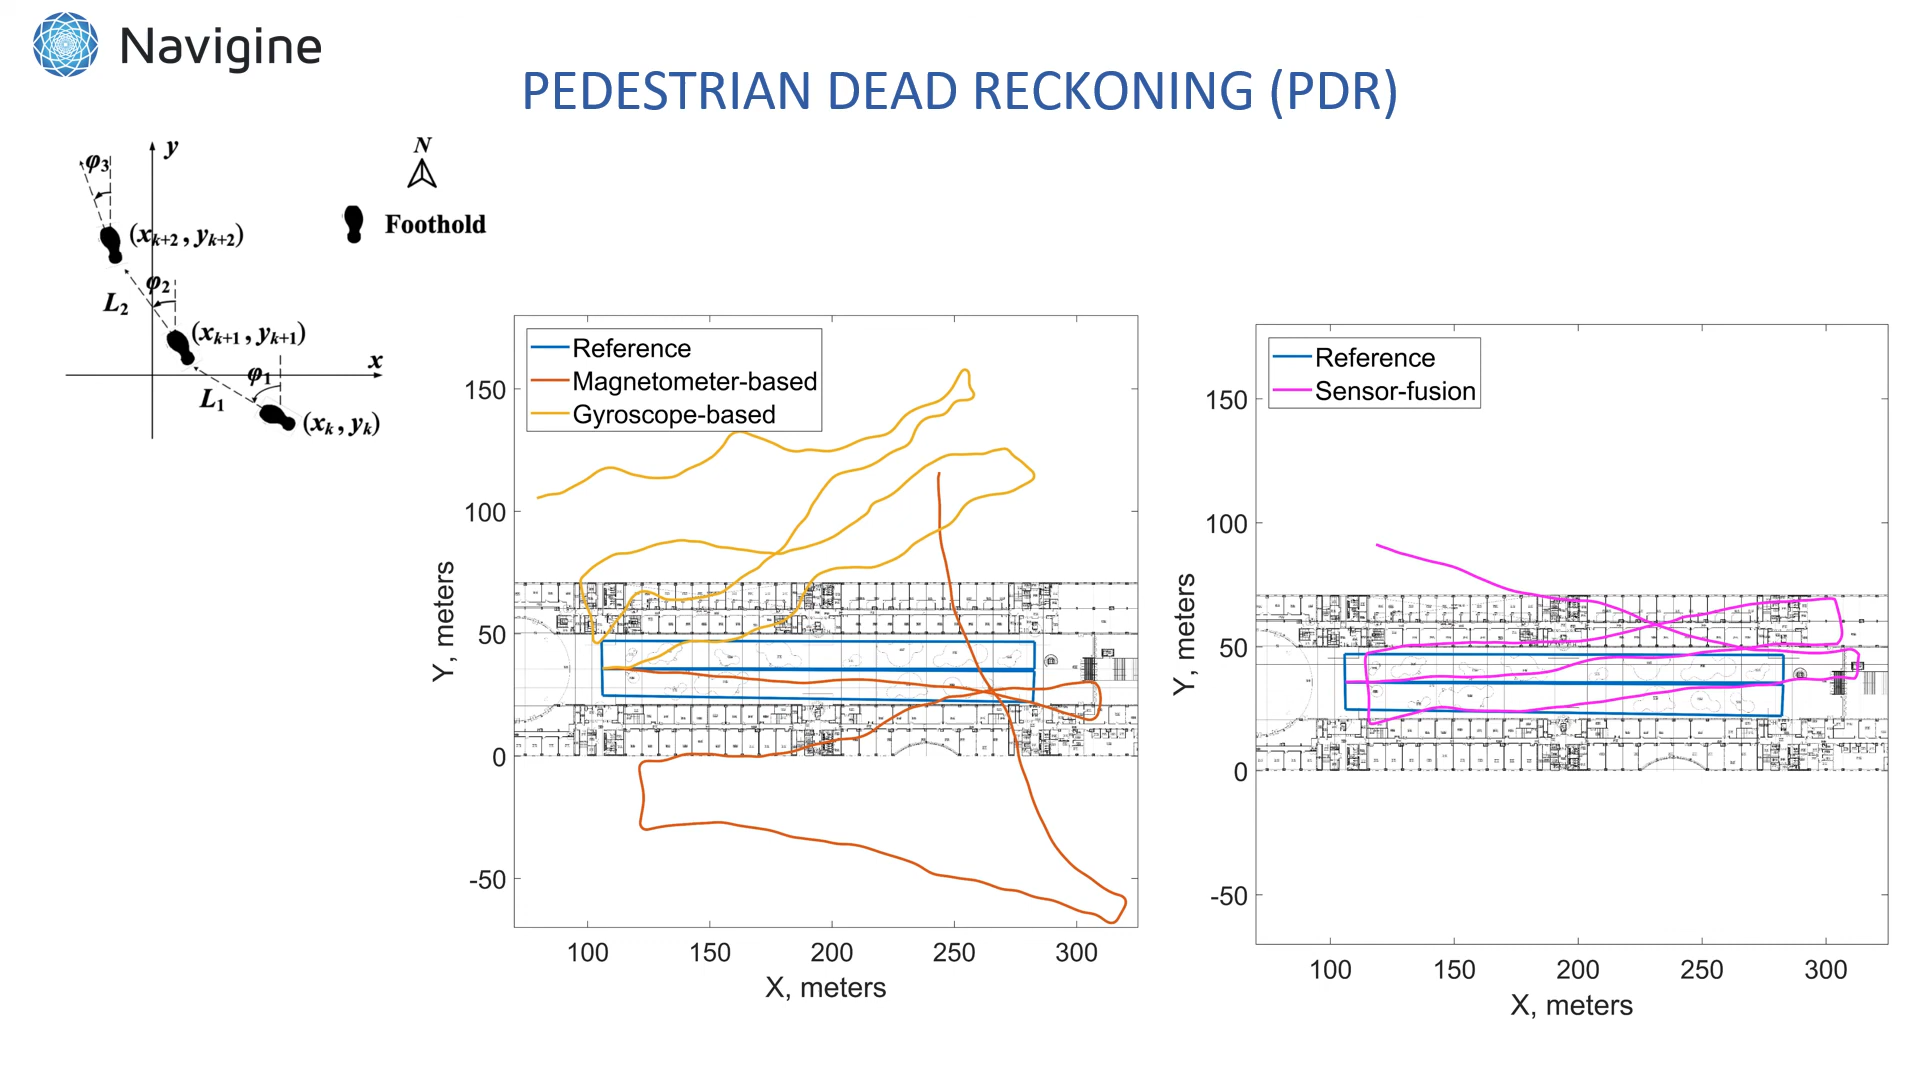 Navigine
PEDESTRIAN DEAD RECKONING (PDR)
φ3
y
N
(xk+2, yk+2)
Foothold
φ2
L2
(xk+1, yk+1)
x
φ1
L1
(xk, yk)
Reference
Magnetometer-based
Gyroscope-based
150
100
50
0
-50
Y, meters
100 150 200 250 300
X, meters
Reference
Sensor-fusion
150
100
50
0
-50
Y, meters
100 150 200 250 300
X, meters